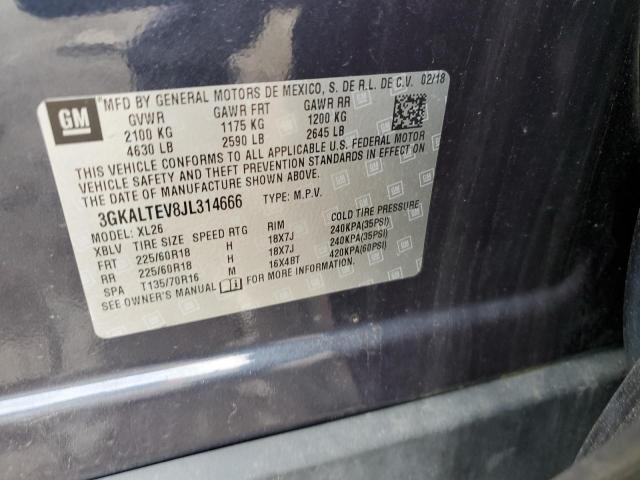 GM
*MFD BY GENERAL MOTORS DE MEXICO, S. DE R.L. DE C.V. 02/18
GVWR GAWR FRT GAWR RR
2100 KG 1175 KG 1200 KG
4630 LB 2590 LB 2645 LB
THIS VEHICLE CONFORMS TO ALL APPLICABLE U.S. FEDERAL MOTOR
VEHICLE SAFETY AND THEFT PREVENTION STANDARDS IN EFFECT ON
THE DATE OF MANUFACTURE SHOWN ABOVE.
3GKALTEV8JL314666 TYPE: M.P.V.
MODEL: XL26
XBLV TIRE SIZE SPEED RTG RIM COLD TIRE PRESSURE
FRT 225/60R18 H 18X7J 240KPA(35PSI)
RR 225/60R18 H 18X7J 240KPA(35PSI)
SPA T135/70R16 M 16X4BT 420KPA(60PSI)
SEE OWNER'S MANUAL FOR MORE INFORMATION.